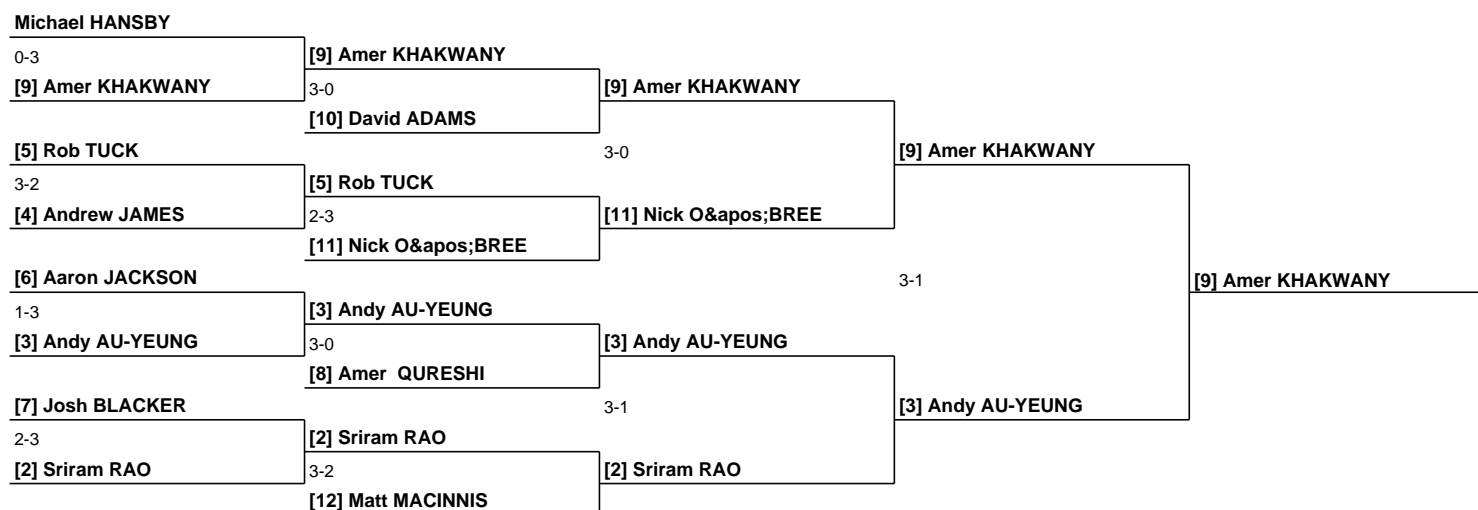 Michael HANSBY
0-3
[9] Amer KHAKWANY
[9] Amer KHAKWANY
3-0
[9] Amer KHAKWANY
[10] David ADAMS
[5] Rob TUCK
3-0
[9] Amer KHAKWANY
3-2
[5] Rob TUCK
[4] Andrew JAMES
2-3
[11] Nick O&apos;BREE
[11] Nick O&apos;BREE
[6] Aaron JACKSON
3-1
[9] Amer KHAKWANY
1-3
[3] Andy AU-YEUNG
[3] Andy AU-YEUNG
3-0
[3] Andy AU-YEUNG
[8] Amer  QURESHI
[7] Josh BLACKER
3-1
[3] Andy AU-YEUNG
2-3
[2] Sriram RAO
[2] Sriram RAO
3-2
[2] Sriram RAO
[12] Matt MACINNIS